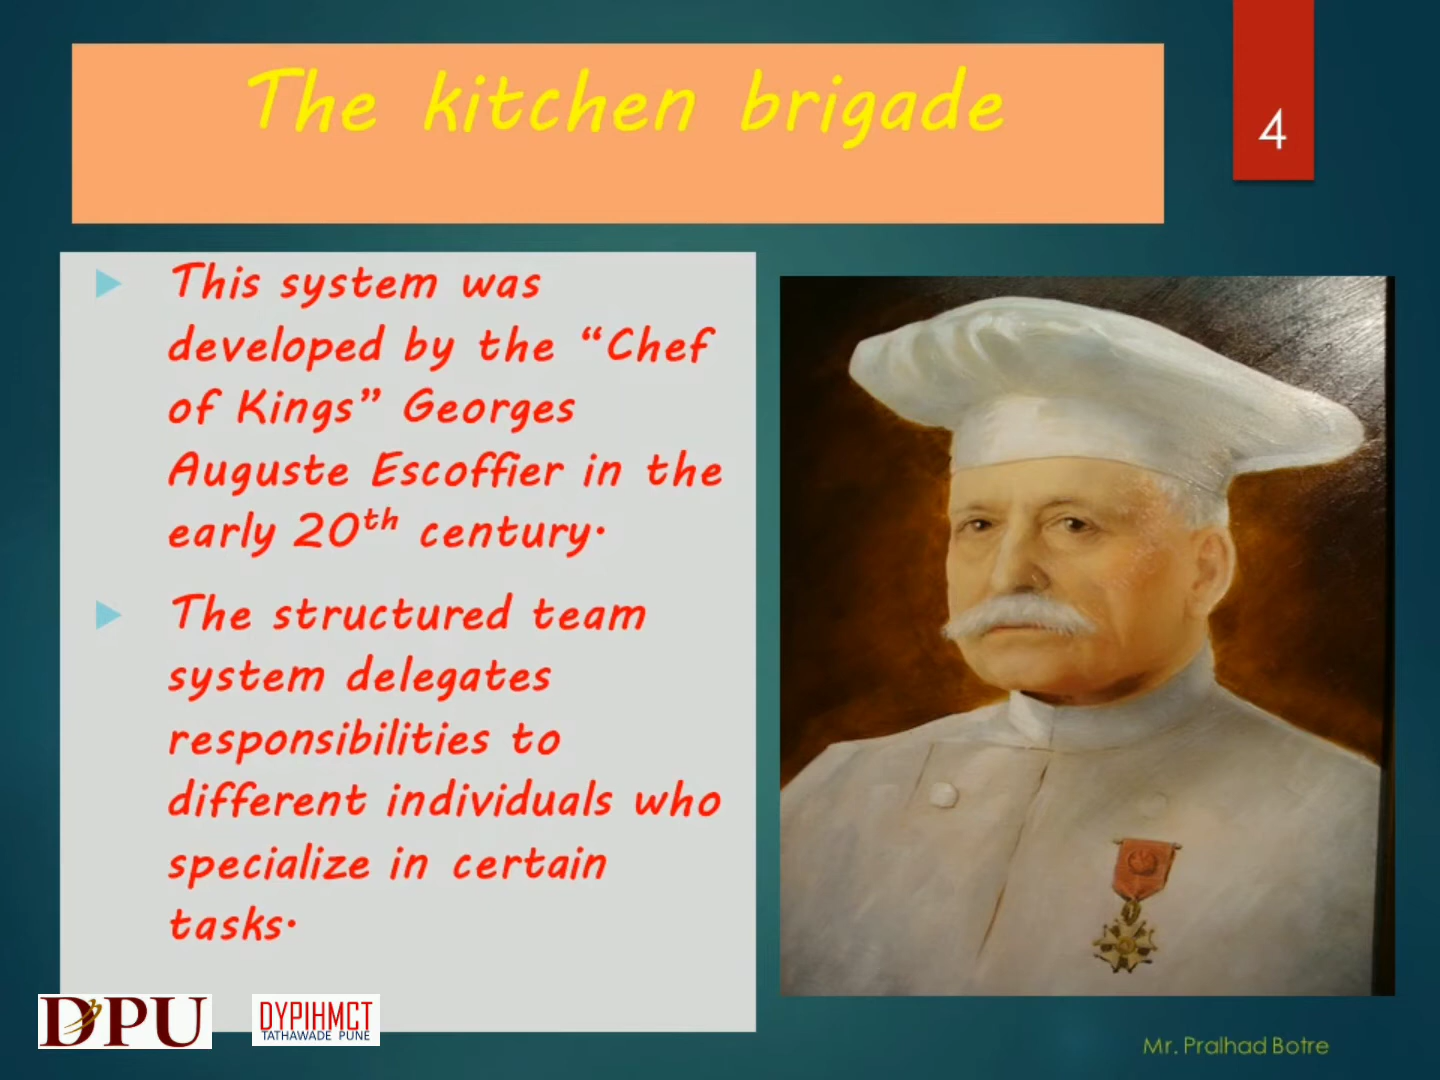 The kitchen brigade
4
This system was
developed by the “Chef
of Kings” Georges
Auguste Escoffier in the
early 20th century.
The structured team
system delegates
responsibilities to
different individuals who
specialize in certain
tasks.
DPU
DYPIHMCT
TATHAWADE PUNE
Mr. Pralhad Botre